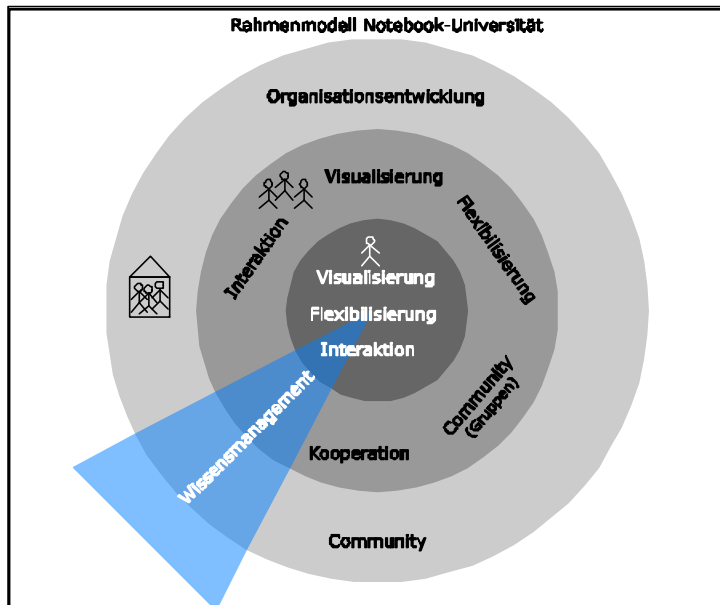 Rahmenmodell Notebook-Universität
Organisationsentwicklung
Visualisierung
Flexibilisierung
Interaktion
Visualisierung
Flexibilisierung
Interaktion
Community
(Gruppen)
Wissensmanagement
Kooperation
Community